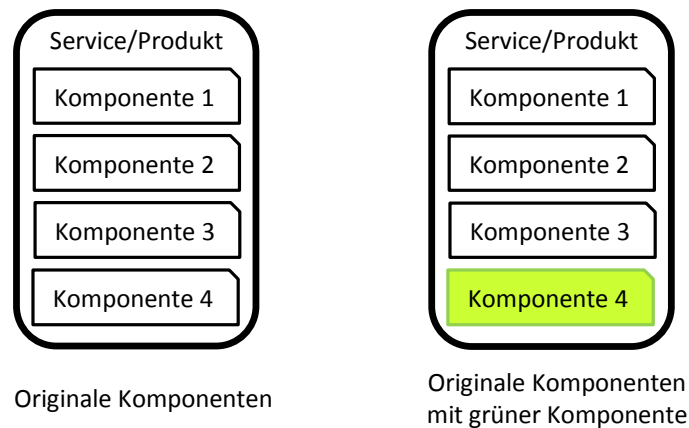 Service/Produkt
Komponente 1
Komponente 2
Komponente 3
Komponente 4
Originale Komponenten
Service/Produkt
Komponente 1
Komponente 2
Komponente 3
Komponente 4
Originale Komponenten
mit grüner Komponente